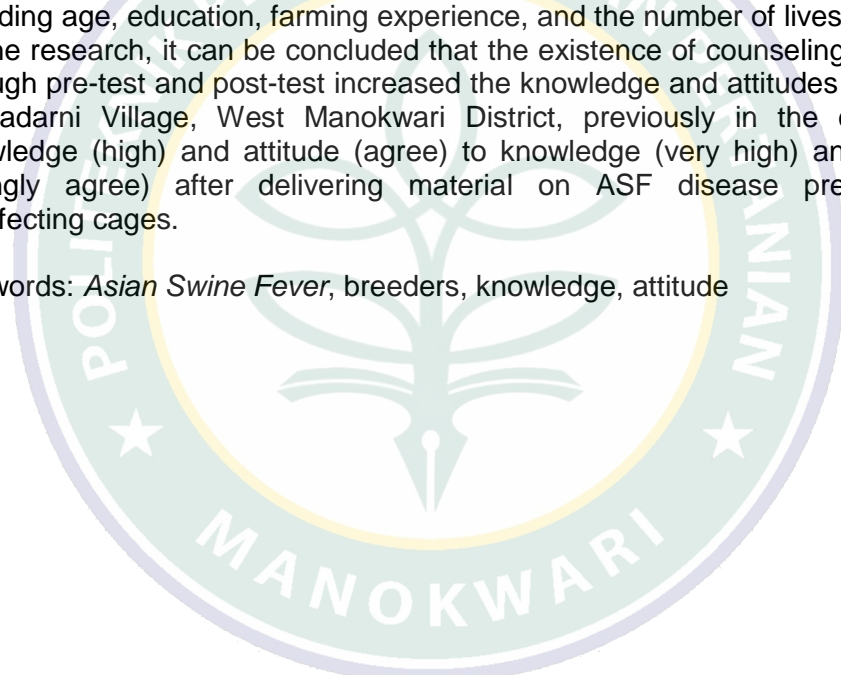 ding age, education, farming experience, and the number of lives
ne research, it can be concluded that the existence of counseling
ugh pre-test and post-test increased the knowledge and attitudes
adarni Village, West Manokwari District, previously in the
wledge (high) and attitude (agree) to knowledge (very high) an
ngly agree) after delivering material on ASF disease pre
fecting cages.
words: Asian Swine Fever, breeders, knowledge, attitude
MANOKWARI